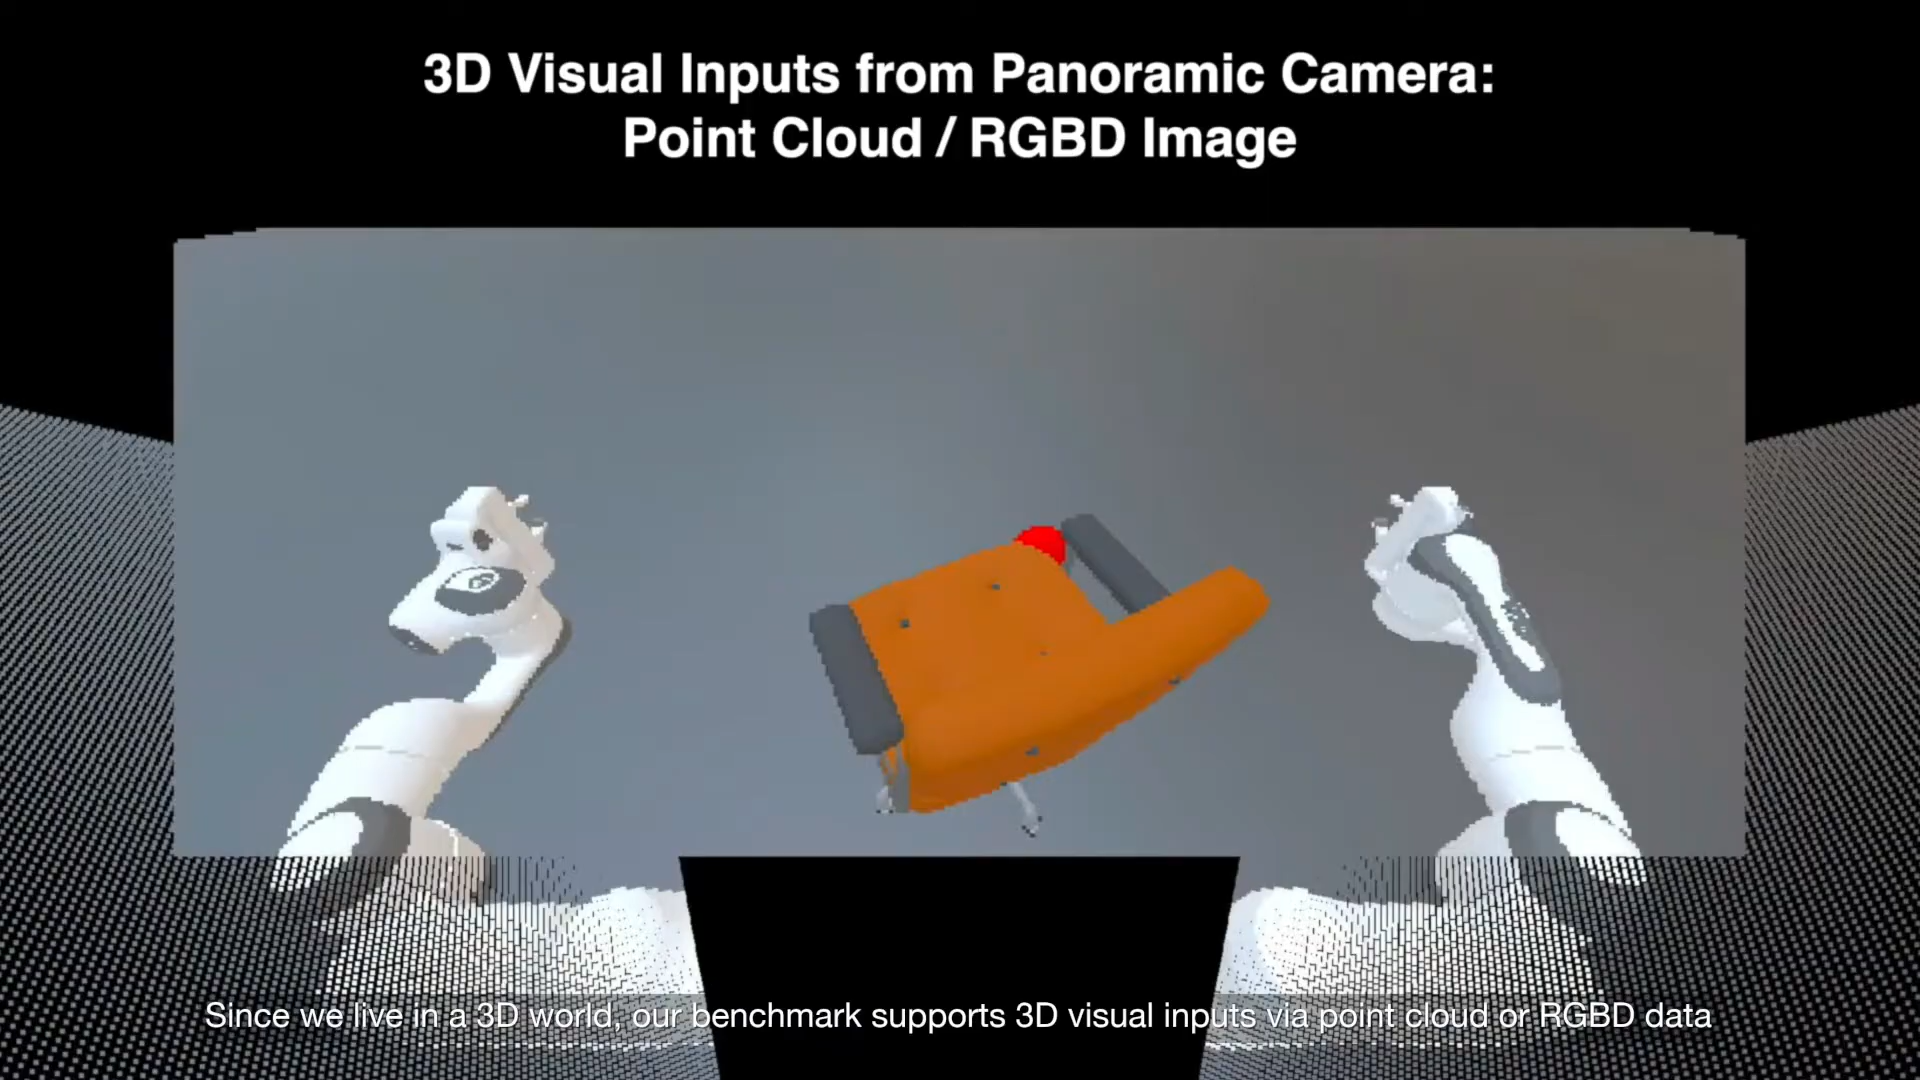 3D Visual Inputs from Panoramic Camera:
Point Cloud / RGBD Image
Since we live in a 3D world, our benchmark supports 3D visual inputs via point cloud or RGBD data